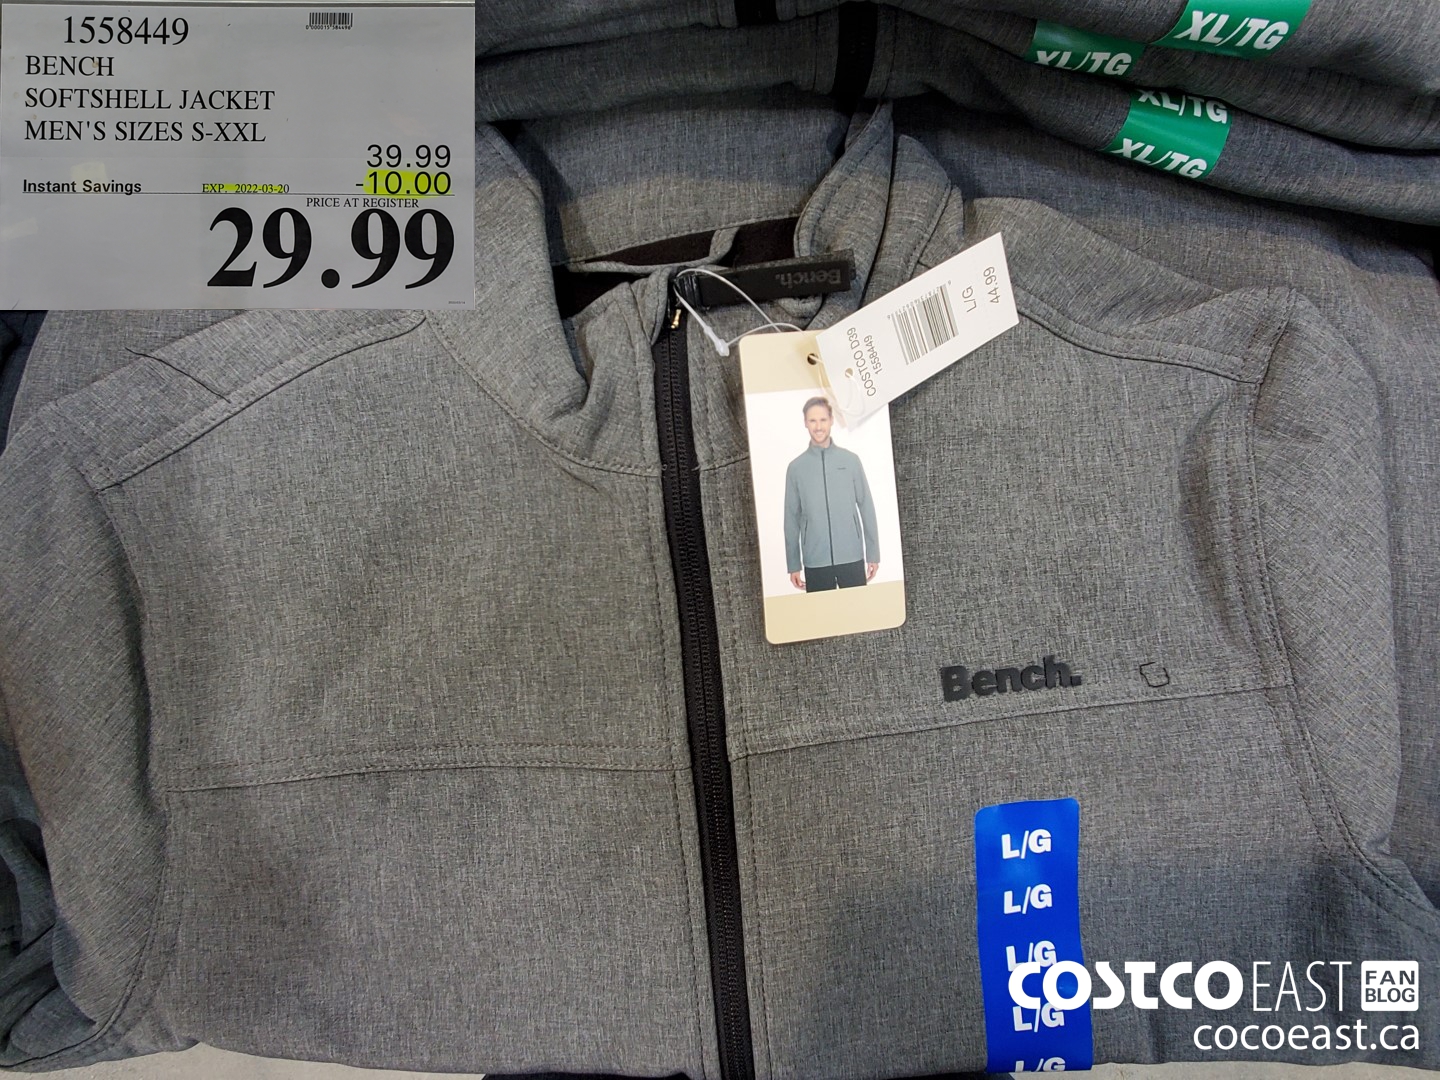 1558449
BENCH
SOFTSHELL JACKET
MEN'S SIZES S-XXL
39.99
Instant Savings EXP. 2022-03-20 -10.00
PRICE AT REGISTER
29.99
XL/TG
XL/TG
XL/TG
XL/TG
Bench.
COSTCO D39
1558449
L/G
44.99
Bench.
L/G
L/G
L/G
L/G
L/G
COSTCO EAST FAN BLOG
cocoeast.ca